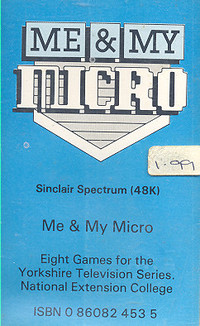 ME & MY
MICRO
1.99
Sinclair Spectrum (48K)
Me & My Micro
Eight Games for the
Yorkshire Television Series.
National Extension College
ISBN 0 86082 453 5